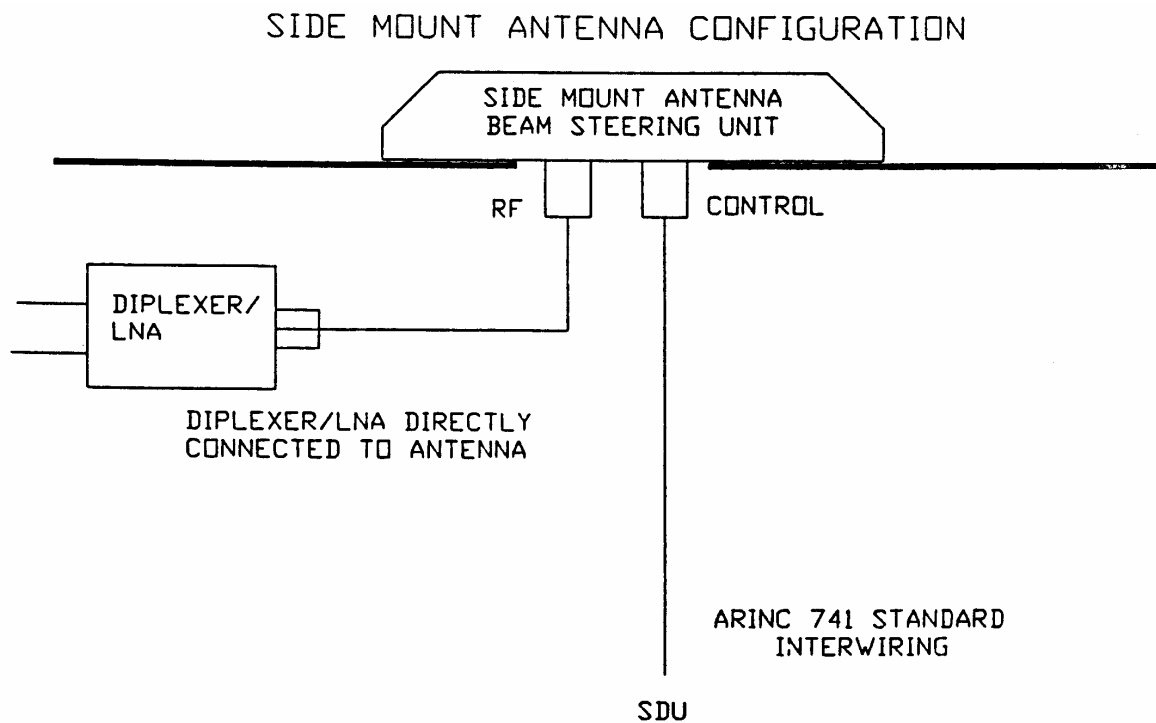 SIDE MOUNT ANTENNA CONFIGURATION
SIDE MOUNT ANTENNA
BEAM STEERING UNIT
RF
CONTROL
DIPLEXER/
LNA
DIPLEXER/LNA DIRECTLY
CONNECTED TO ANTENNA
ARINC 741 STANDARD
INTERWIRING
SDU